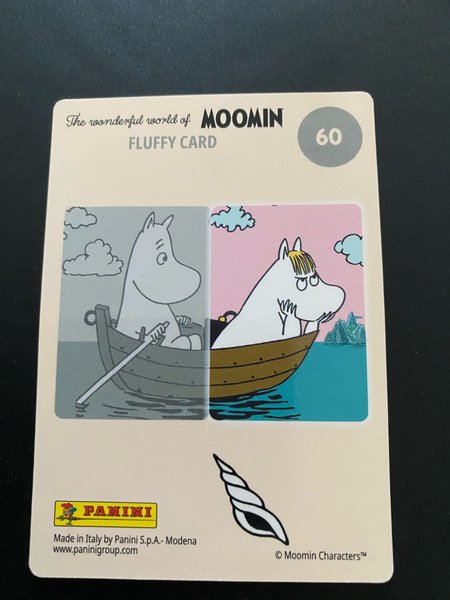 The wonderful world of MOOMIN
FLUFFY CARD
60
PANINI
Made in Italy by Panini S.p.A.- Modena
www.paninigroup.com
© Moomin Characters™